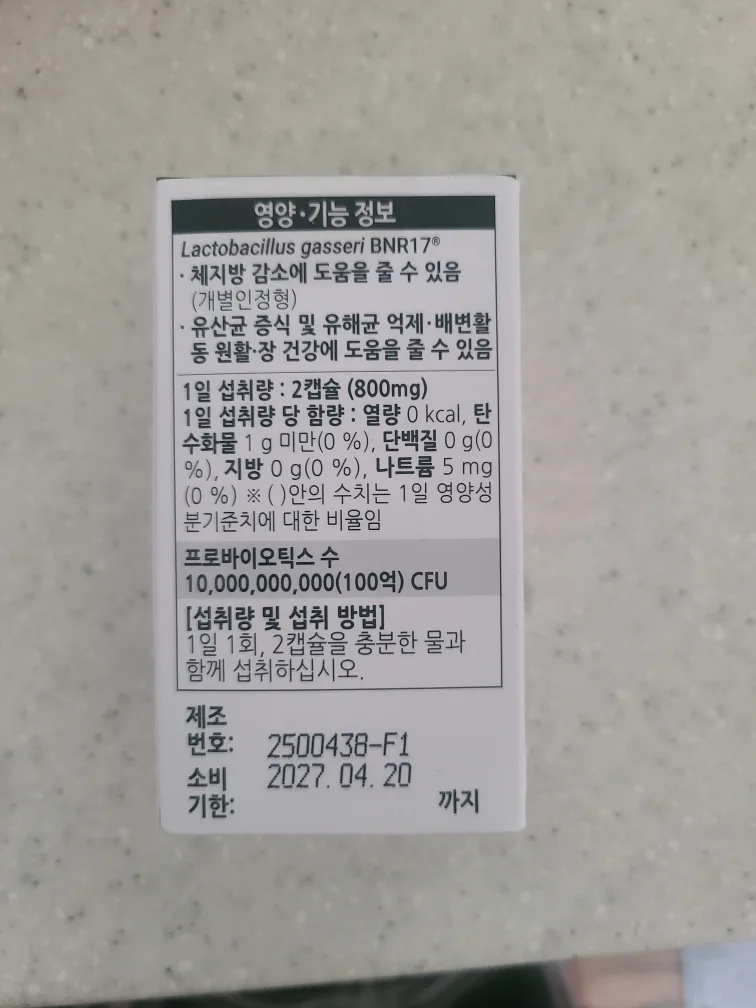 영양·기능 정보
Lactobacillus gasseri BNR17®
· 체지방 감소에 도움을 줄 수 있음
(개별인정형)
· 유산균 증식 및 유해균 억제·배변활
동 원활·장 건강에 도움을 줄 수 있음
1일 섭취량 : 2캡슐 (800mg)
1일 섭취량 당 함량 : 열량 0 kcal, 탄
수화물 1 g 미만(0 %), 단백질 0 g(0
%), 지방 0 g(0 %), 나트륨 5 mg
(0 %) ※ ( )안의 수치는 1일 영양성
분기준치에 대한 비율임
프로바이오틱스 수
10,000,000,000(100억) CFU
[섭취량 및 섭취 방법]
1일 1회, 2캡슐을 충분한 물과
함께 섭취하십시오.
제조
번호: 2500438-F1
소비 2027. 04. 20
기한: 까지